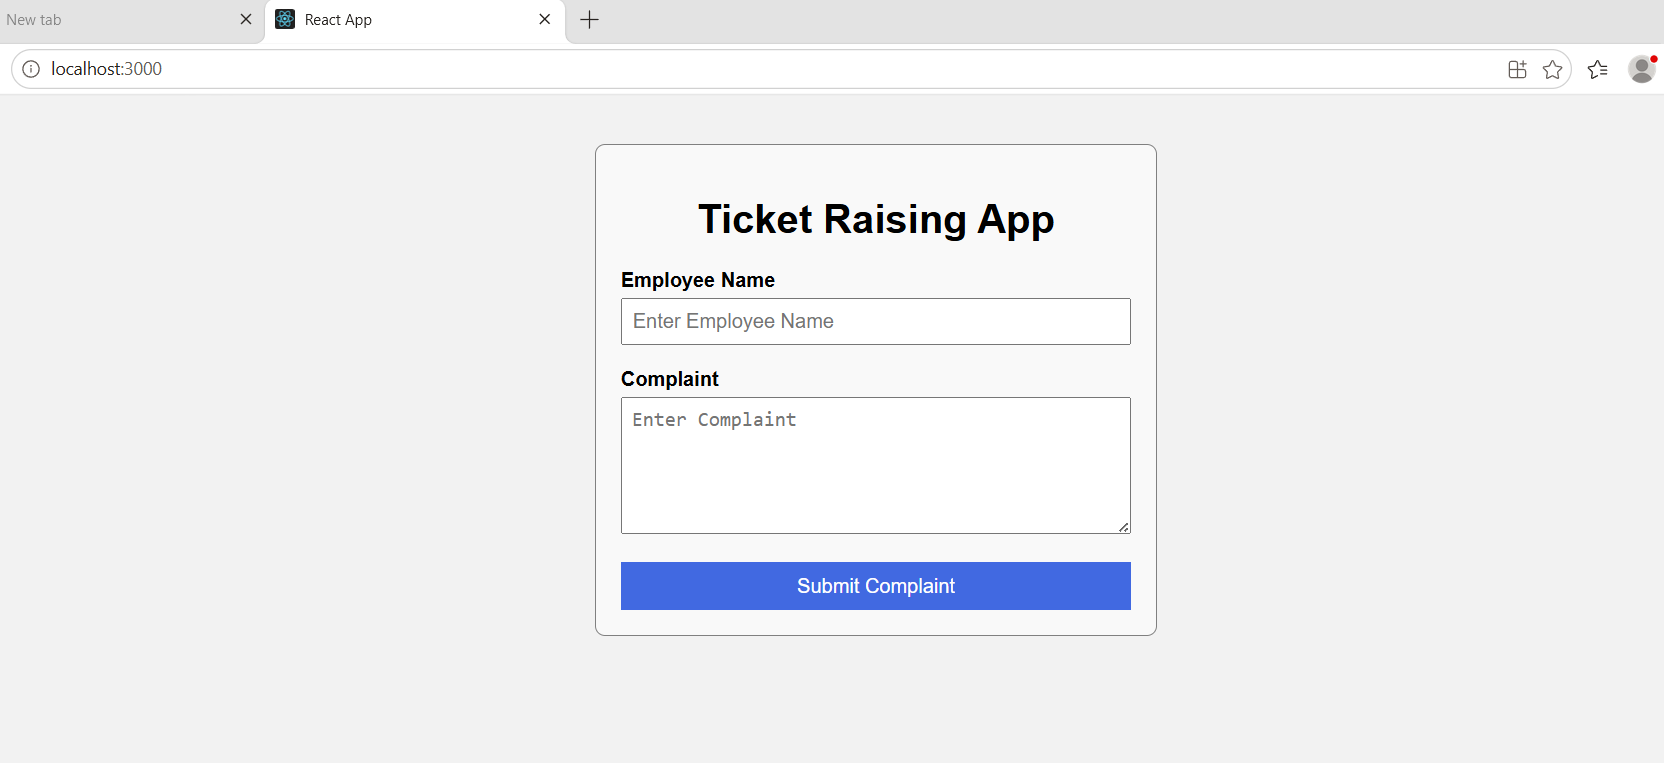 New tab
React App
localhost:3000
Ticket Raising App
Employee Name
Enter Employee Name
Complaint
Enter Complaint
Submit Complaint